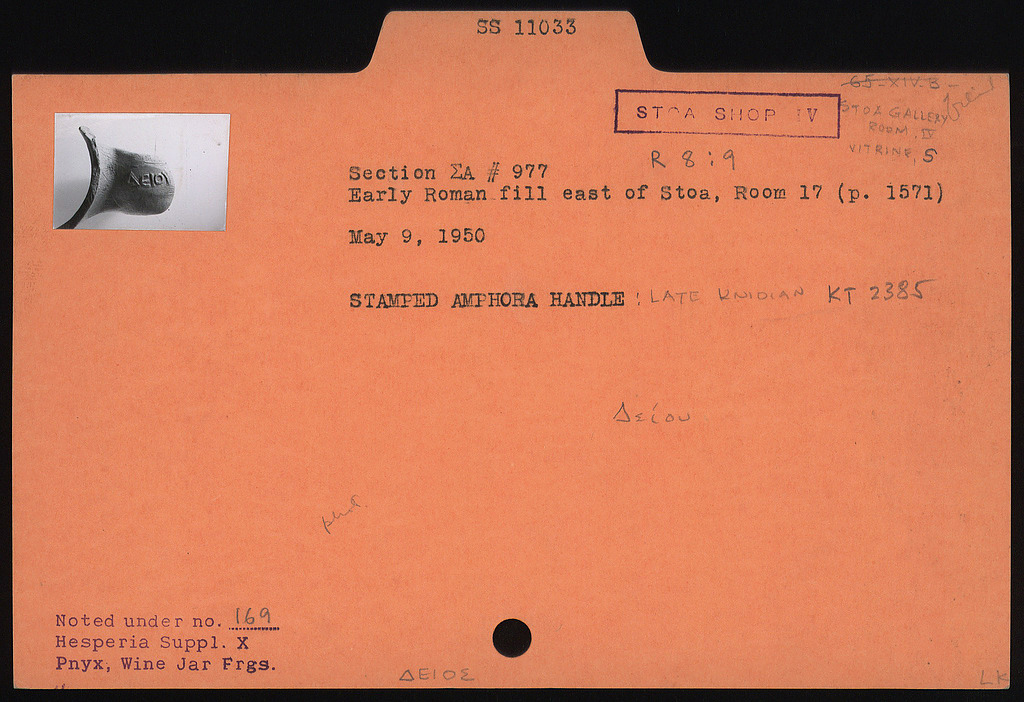 SS 11033
65-XIV-B-
STOA SHOP IV
STOA GALLERY
ROOM IV
VITRINE, 5
R 8:9
ΔΕΙΟΥ
Section ΣΑ # 977
Early Roman fill east of Stoa, Room 17 (p. 1571)
May 9, 1950
STAMPED AMPHORA HANDLE : LATE KNIDIAN KT 2385
Δείου
Noted under no. 169
Hesperia Suppl. X
Pnyx, Wine Jar Frgs.
ΔΕΙΟΣ
LK